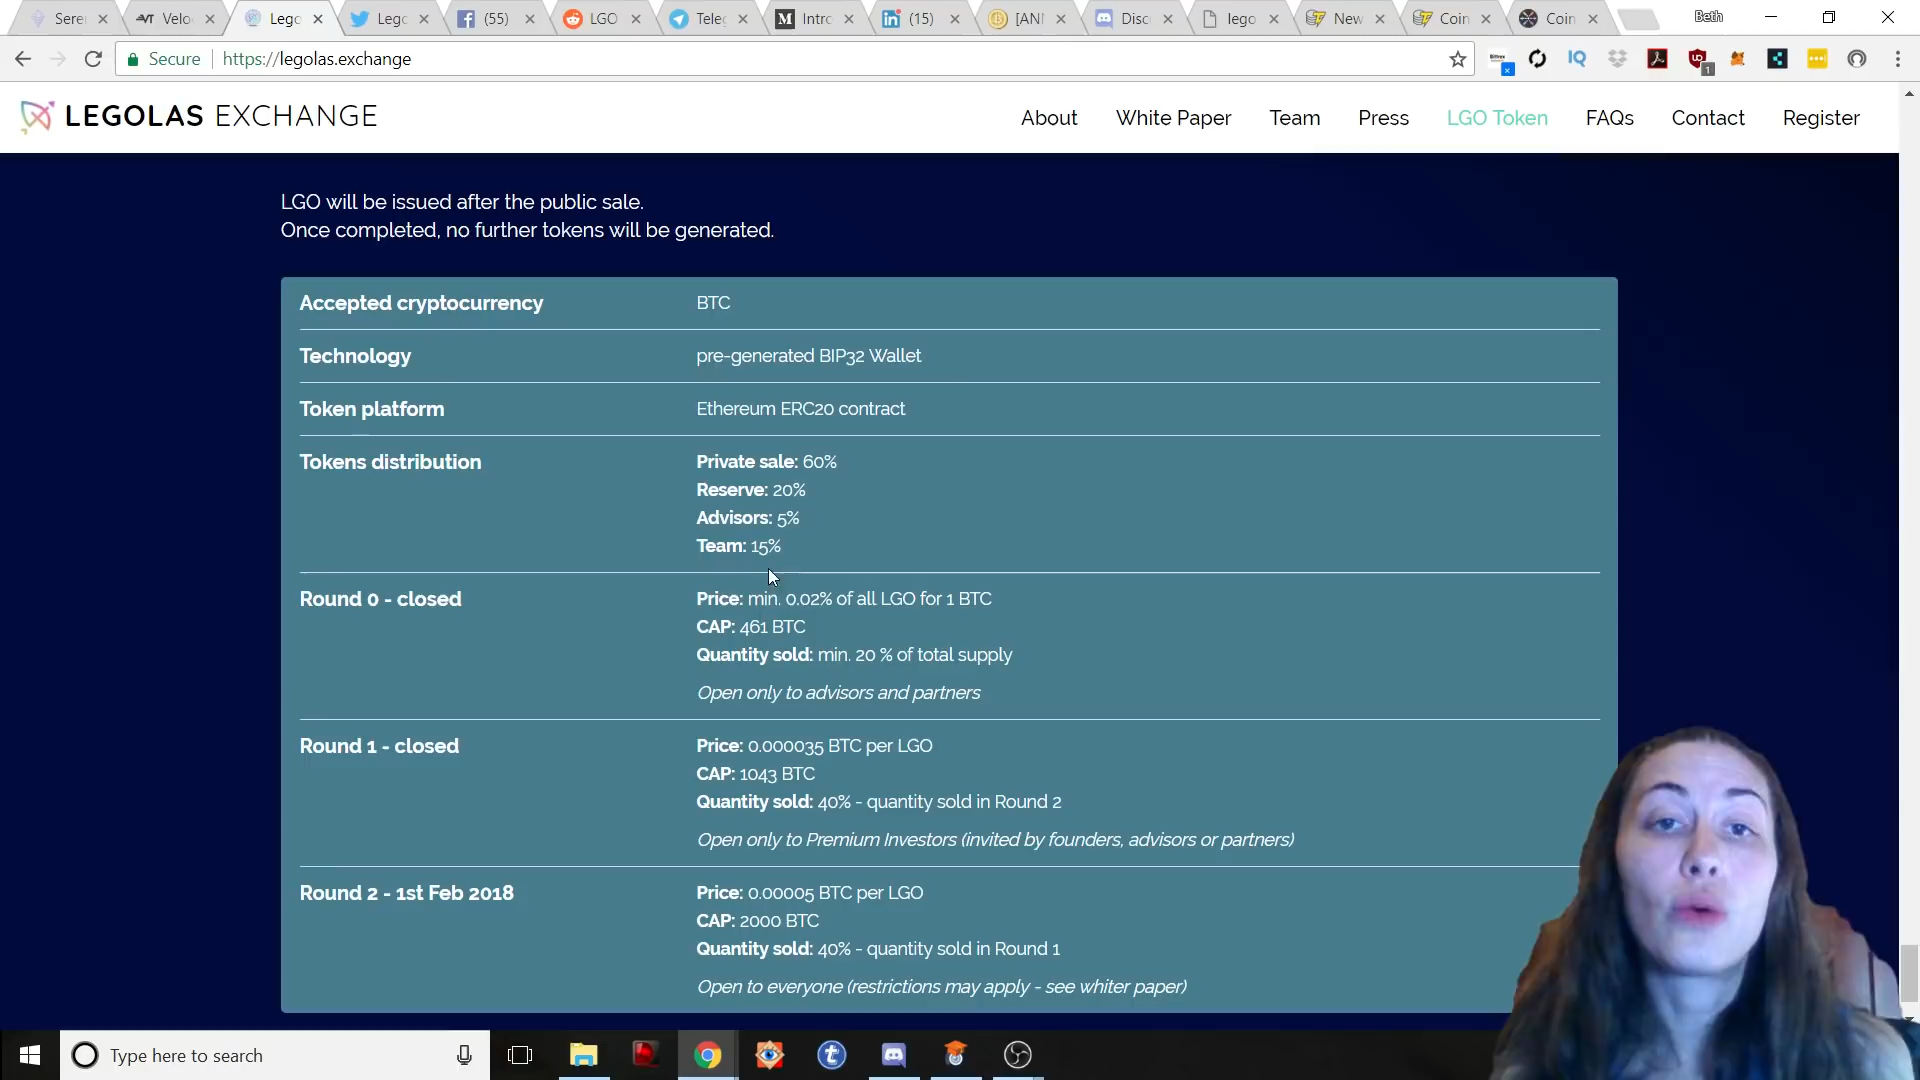 Sere
Velo
Lego
Lego
(55)
LGO
Teleg
Intro
(15)
[AN
Disc
lego
New
Coin
Coin
Beth
Secure
https://legolas.exchange
LEGOLAS EXCHANGE
About
White Paper
Team
Press
LGO Token
FAQs
Contact
Register
LGO will be issued after the public sale.
Once completed, no further tokens will be generated.
Accepted cryptocurrency
BTC
Technology
pre-generated BIP32 Wallet
Token platform
Ethereum ERC20 contract
Tokens distribution
Private sale: 60%
Reserve: 20%
Advisors: 5%
Team: 15%
Round 0 - closed
Price: min. 0.02% of all LGO for 1 BTC
CAP: 461 BTC
Quantity sold: min. 20 % of total supply
Open only to advisors and partners
Round 1 - closed
Price: 0.000035 BTC per LGO
CAP: 1043 BTC
Quantity sold: 40% - quantity sold in Round 2
Open only to Premium Investors (invited by founders, advisors or partners)
Round 2 - 1st Feb 2018
Price: 0.00005 BTC per LGO
CAP: 2000 BTC
Quantity sold: 40% - quantity sold in Round 1
Open to everyone (restrictions may apply - see whiter paper)
Type here to search